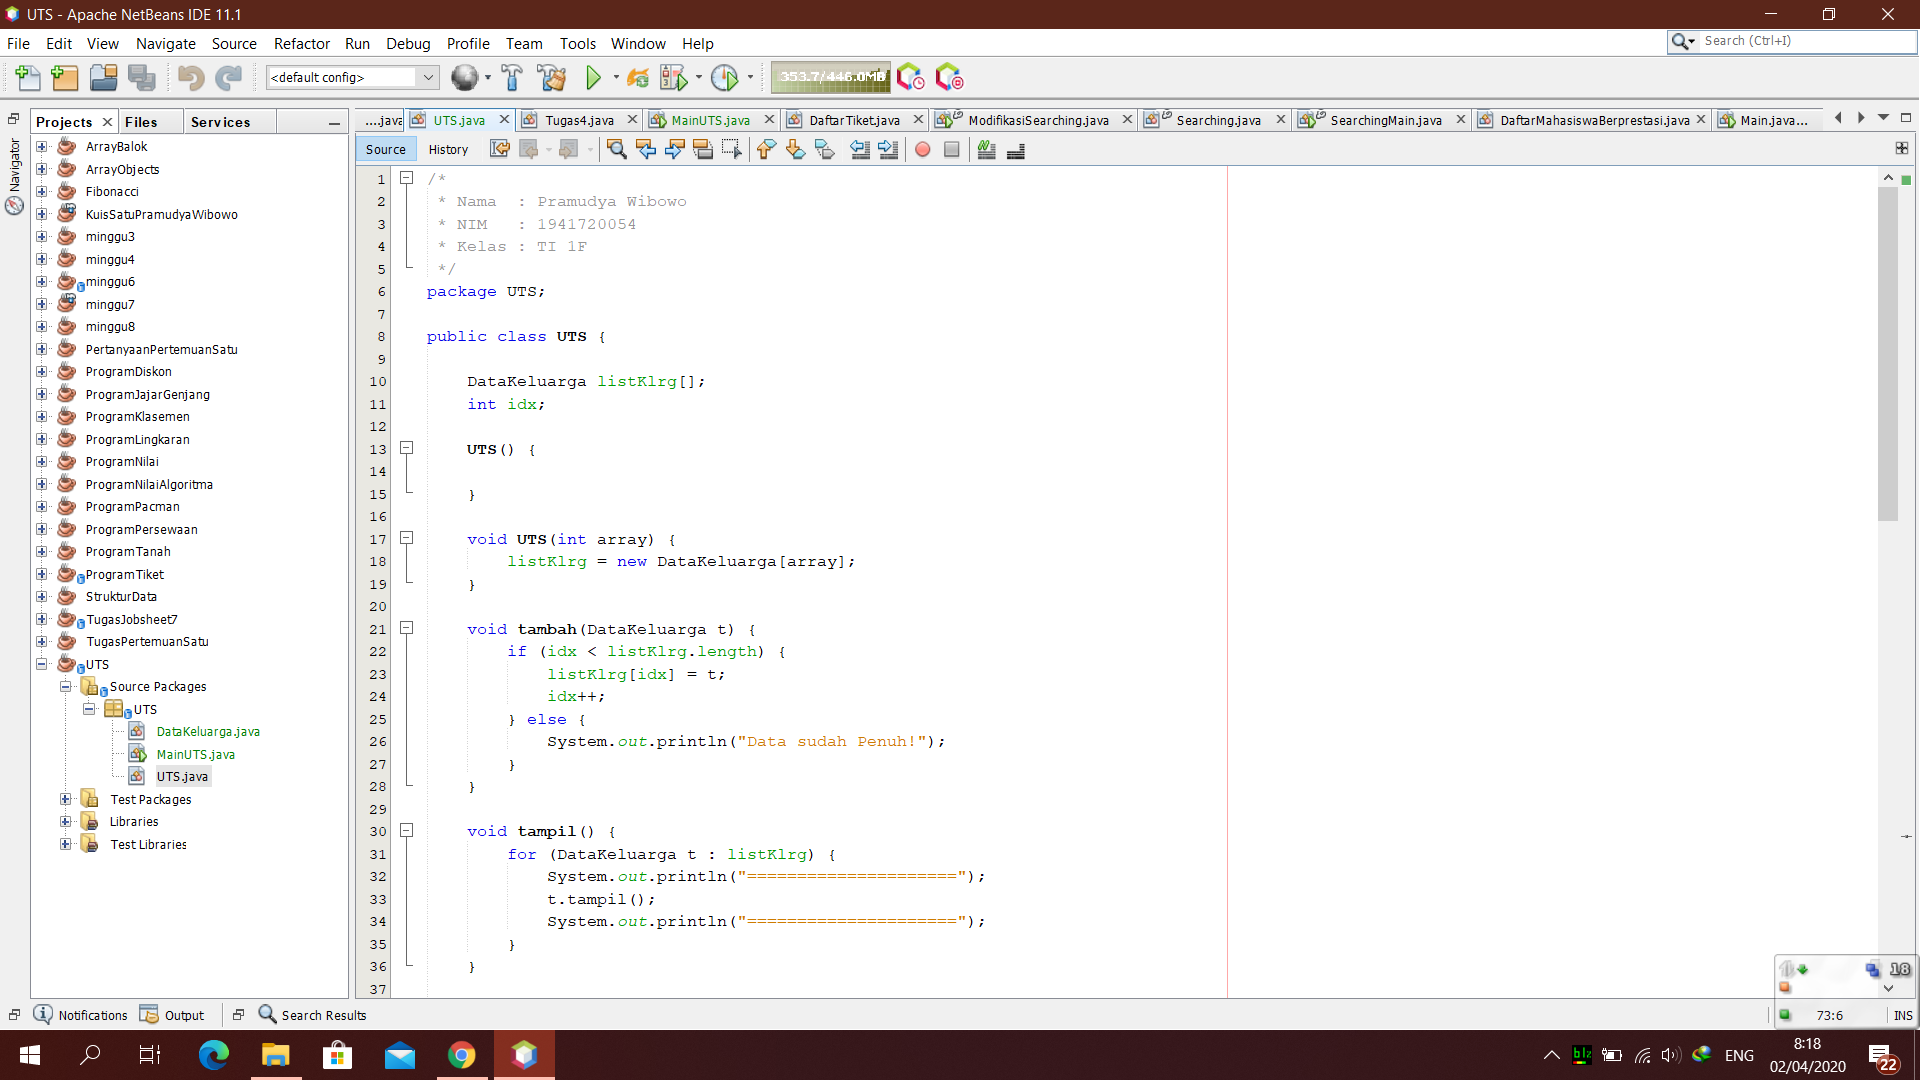 UTS - Apache NetBeans IDE 11.1
File Edit View Navigate Source Refactor Run Debug Profile Team Tools Window Help
Search (Ctrl+I)
<default config>
353.7/446.0MB
Projects Files Services
....java UTS.java Tugas4.java MainUTS.java DaftarTiket.java ModifikasiSearching.java Searching.java SearchingMain.java DaftarMahasiswaBerprestasi.java Main.java...
Source History
Navigator
ArrayBalok
ArrayObjects
Fibonacci
KuisSatuPramudyaWibowo
minggu3
minggu4
minggu6
minggu7
minggu8
PertanyaanPertemuanSatu
ProgramDiskon
ProgramJajarGenjang
ProgramKlasemen
ProgramLingkaran
ProgramNilai
ProgramNilaiAlgoritma
ProgramPacman
ProgramPersewaan
ProgramTanah
ProgramTiket
StrukturData
TugasJobsheet7
TugasPertemuanSatu
UTS
Source Packages
UTS
DataKeluarga.java
MainUTS.java
UTS.java
Test Packages
Libraries
Test Libraries
1 /*
2 * Nama : Pramudya Wibowo
3 * NIM : 1941720054
4 * Kelas : TI 1F
5 */
6 package UTS;
7
8 public class UTS {
9
10 DataKeluarga listKlrg[];
11 int idx;
12
13 UTS() {
14
15 }
16
17 void UTS(int array) {
18 listKlrg = new DataKeluarga[array];
19 }
20
21 void tambah(DataKeluarga t) {
22 if (idx < listKlrg.length) {
23 listKlrg[idx] = t;
24 idx++;
25 } else {
26 System.out.println("Data sudah Penuh!");
27 }
28 }
29
30 void tampil() {
31 for (DataKeluarga t : listKlrg) {
32 System.out.println("=====================");
33 t.tampil();
34 System.out.println("=====================");
35 }
36 }
37
18
Notifications Output Search Results
73:6 INS
blz
ENG
8:18
02/04/2020
22